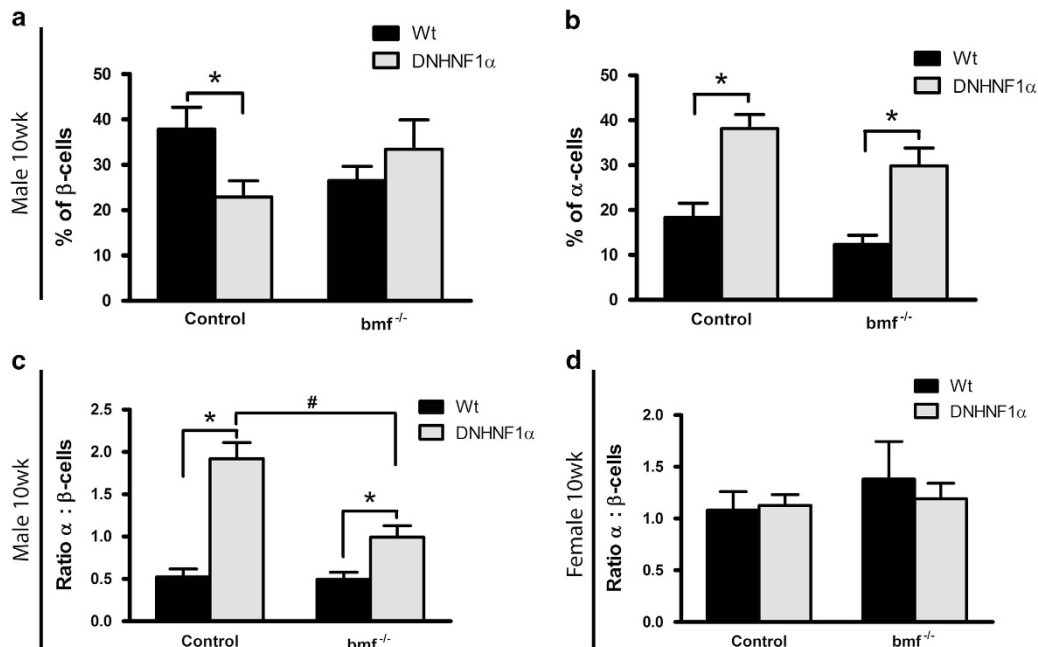 a
Wt
DNHNF1α
Male 10wk
% of β-cells
50
40
30
20
10
0
*
Control
bmf-/-
b
Wt
DNHNF1α
% of α-cells
50
40
30
20
10
0
*
*
Control
bmf-/-
c
Wt
DNHNF1α
Male 10wk
Ratio α : β-cells
2.5
2.0
1.5
1.0
0.5
0.0
*
#
*
Control
bmf-/-
d
Wt
DNHNF1α
Female 10wk
Ratio α : β-cells
2.0
1.5
1.0
0.5
0.0
Control
bmf-/-